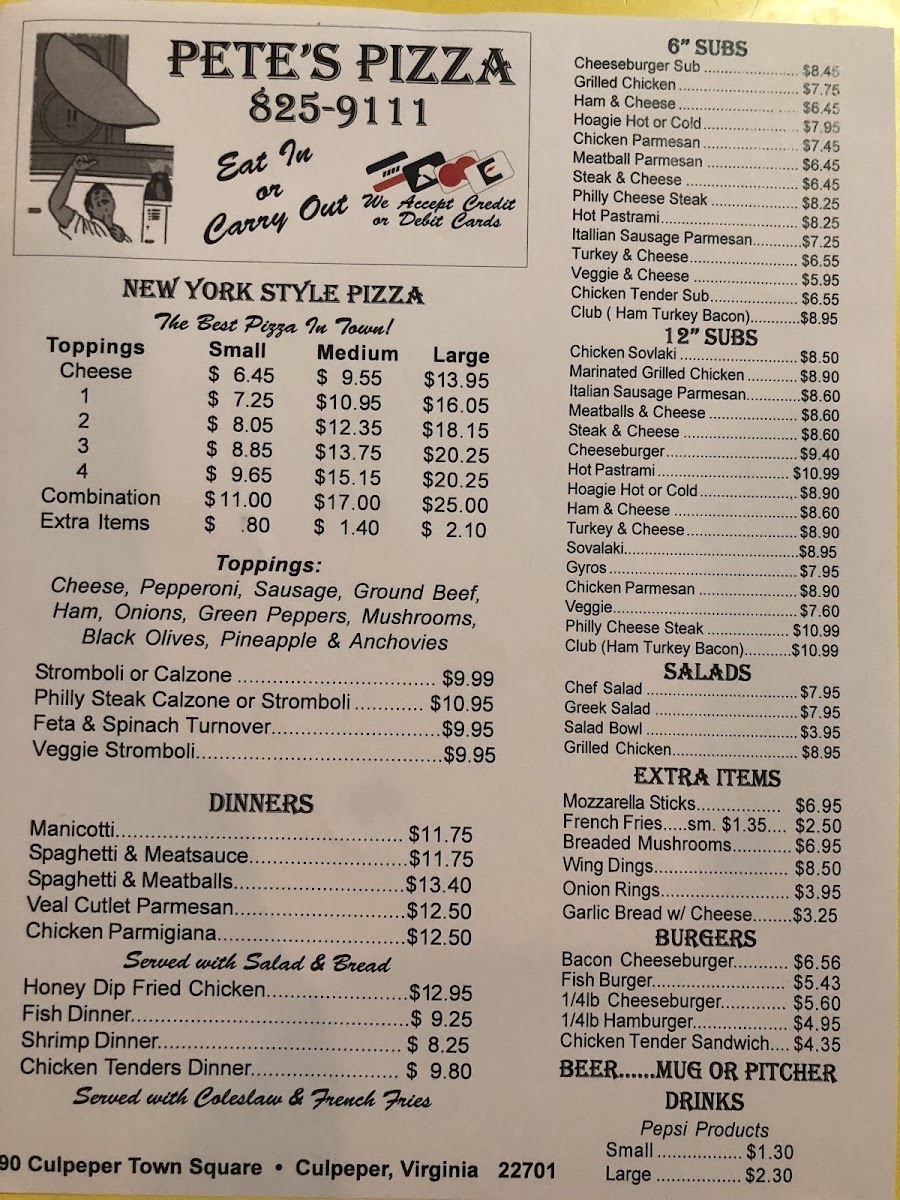 PETE'S PIZZA
825-9111
Eat In
or
Carry Out
We Accept Credit
or Debit Cards
NEW YORK STYLE PIZZA
The Best Pizza In Town!
Toppings Small Medium Large
Cheese $ 6.45 $ 9.55 $13.95
1 $ 7.25 $10.95 $16.05
2 $ 8.05 $12.35 $18.15
3 $ 8.85 $13.75 $20.25
4 $ 9.65 $15.15 $20.25
Combination $11.00 $17.00 $25.00
Extra Items $ .80 $ 1.40 $ 2.10
Toppings:
Cheese, Pepperoni, Sausage, Ground Beef,
Ham, Onions, Green Peppers, Mushrooms,
Black Olives, Pineapple & Anchovies
Stromboli or Calzone ................................. $9.99
Philly Steak Calzone or Stromboli ............ $10.95
Feta & Spinach Turnover............................$9.95
Veggie Stromboli.........................................$9.95
DINNERS
Manicotti............................................... $11.75
Spaghetti & Meatsauce..........................$11.75
Spaghetti & Meatballs............................$13.40
Veal Cutlet Parmesan............................$12.50
Chicken Parmigiana...............................$12.50
Served with Salad & Bread
Honey Dip Fried Chicken.......................$12.95
Fish Dinner.............................................$ 9.25
Shrimp Dinner........................................ $ 8.25
Chicken Tenders Dinner........................ $ 9.80
Served with Coleslaw & French Fries
90 Culpeper Town Square • Culpeper, Virginia 22701
6" SUBS
Cheeseburger Sub ...................... $8.45
Grilled Chicken ............................ $7.75
Ham & Cheese ............................ $6.45
Hoagie Hot or Cold...................... $7.95
Chicken Parmesan ...................... $7.45
Meatball Parmesan ..................... $6.45
Steak & Cheese .......................... $6.45
Philly Cheese Steak .................... $8.25
Hot Pastrami................................ $8.25
Itallian Sausage Parmesan...........$7.25
Turkey & Cheese......................... $6.55
Veggie & Cheese ........................ $5.95
Chicken Tender Sub.................... $6.55
Club ( Ham Turkey Bacon)...........$8.95
12" SUBS
Chicken Sovlaki ...........................$8.50
Marinated Grilled Chicken ...........$8.90
Italian Sausage Parmesan............$8.60
Meatballs & Cheese ....................$8.60
Steak & Cheese ..........................$8.60
Cheeseburger..............................$9.40
Hot Pastrami .............................. $10.99
Hoagie Hot or Cold ......................$8.90
Ham & Cheese ............................$8.60
Turkey & Cheese.........................$8.90
Sovalaki.......................................$8.95
Gyros ...........................................$7.95
Chicken Parmesan ......................$8.90
Veggie..........................................$7.60
Philly Cheese Steak ...................$10.99
Club (Ham Turkey Bacon)..........$10.99
SALADS
Chef Salad ...................................$7.95
Greek Salad .................................$7.95
Salad Bowl ...................................$3.95
Grilled Chicken.............................$8.95
EXTRA ITEMS
Mozzarella Sticks................ $6.95
French Fries.....sm. $1.35.... $2.50
Breaded Mushrooms...........$6.95
Wing Dings..........................$8.50
Onion Rings.........................$3.95
Garlic Bread w/ Cheese.......$3.25
BURGERS
Bacon Cheeseburger.......... $6.56
Fish Burger......................... $5.43
1/4lb Cheeseburger............ $5.60
1/4lb Hamburger................. $4.95
Chicken Tender Sandwich.... $4.35
BEER......MUG OR PITCHER
DRINKS
Pepsi Products
Small ................ $1.30
Large ................ $2.30